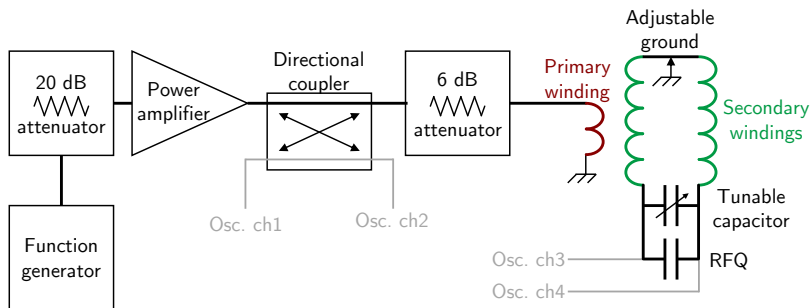 20 dB
attenuator
Power
amplifier
Directional
coupler
6 dB
attenuator
Primary
winding
Adjustable
ground
Secondary
windings
Tunable
capacitor
RFQ
Osc. ch1
Osc. ch2
Osc. ch3
Osc. ch4
Function
generator